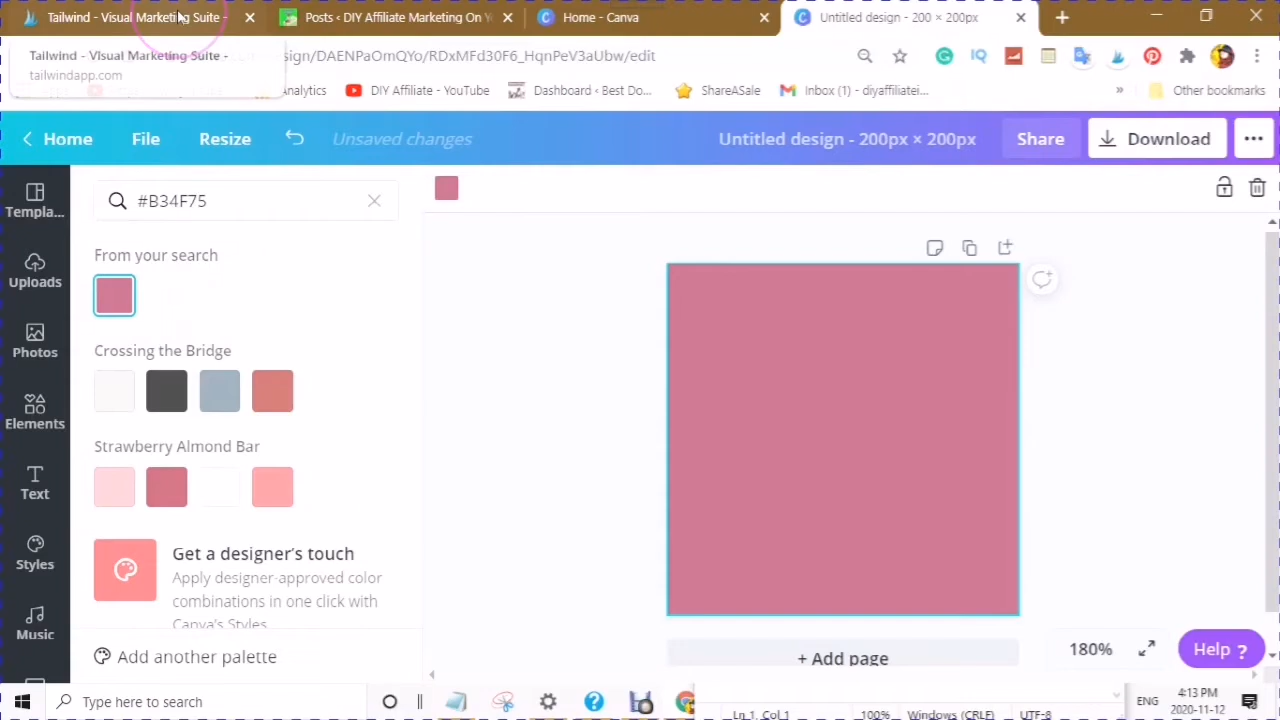 Tailwind - Visual Marketing Suite -
Posts ‹ DIY Affiliate Marketing On Y
Home - Canva
Untitled design - 200 × 200px
Tailwind - Visual Marketing Suite -
tailwindapp.com
sign/DAENPaOmQYo/RDxMFd30F6_HqnPeV3aUbw/edit
Analytics
DIY Affiliate - YouTube
Dashboard ‹ Best Do...
ShareASale
Inbox (1) - diyaffiliatei...
»
Other bookmarks
Home
File
Resize
Unsaved changes
Untitled design - 200px × 200px
Share
Download
#B34F75
From your search
Crossing the Bridge
Strawberry Almond Bar
Get a designer's touch
Apply designer-approved color
combinations in one click with
Canva's Styles.
Add another palette
Templa...
Uploads
Photos
Elements
Text
Styles
Music
+ Add page
180%
Help ?
Type here to search
Ln 1, Col 1
100%
Windows (CRLF)
UTF-8
ENG
4:13 PM
2020-11-12